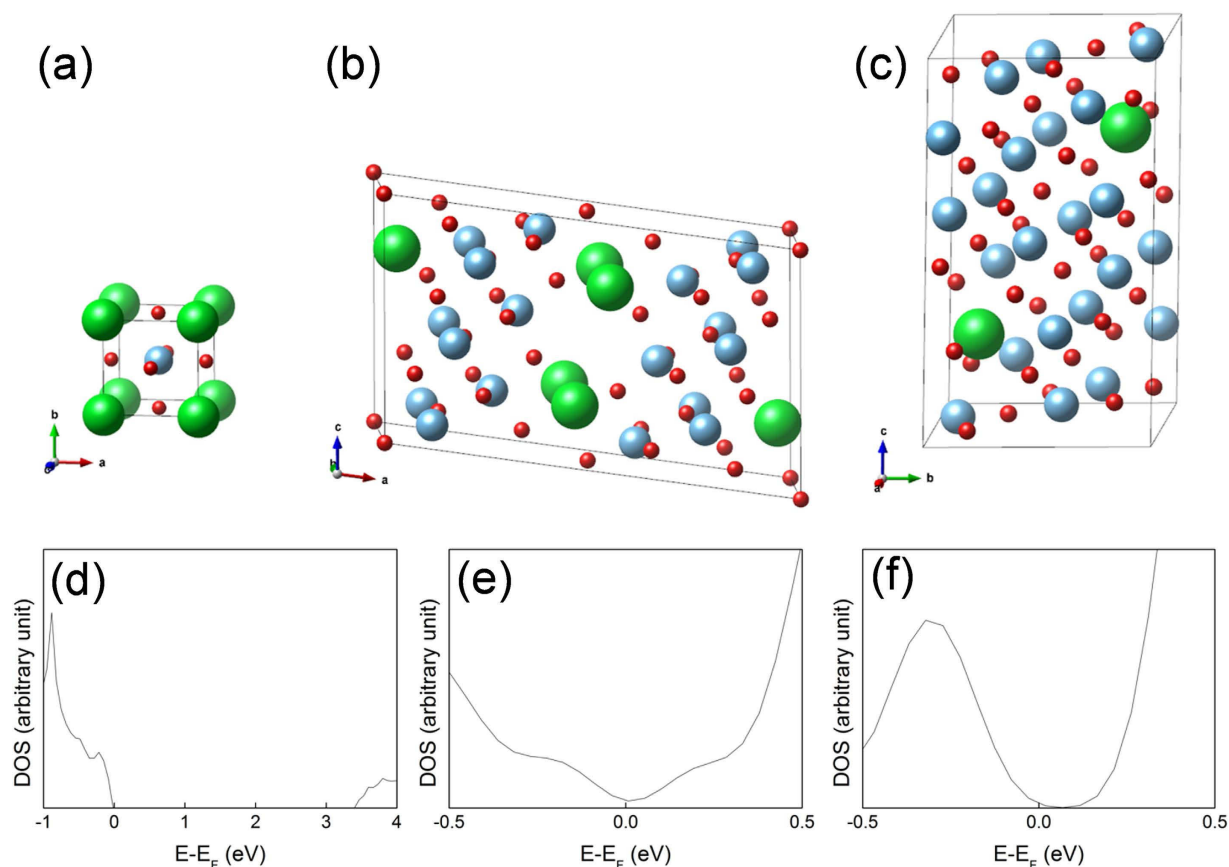 (a)
(b)
(c)
b
a
c
c
b
a
c
b
a
(d)
(e)
(f)
DOS (arbitrary unit)
DOS (arbitrary unit)
DOS (arbitrary unit)
-1 0 1 2 3 4
-0.5 0.0 0.5
-0.5 0.0 0.5
E-E_F (eV)
E-E_F (eV)
E-E_F (eV)